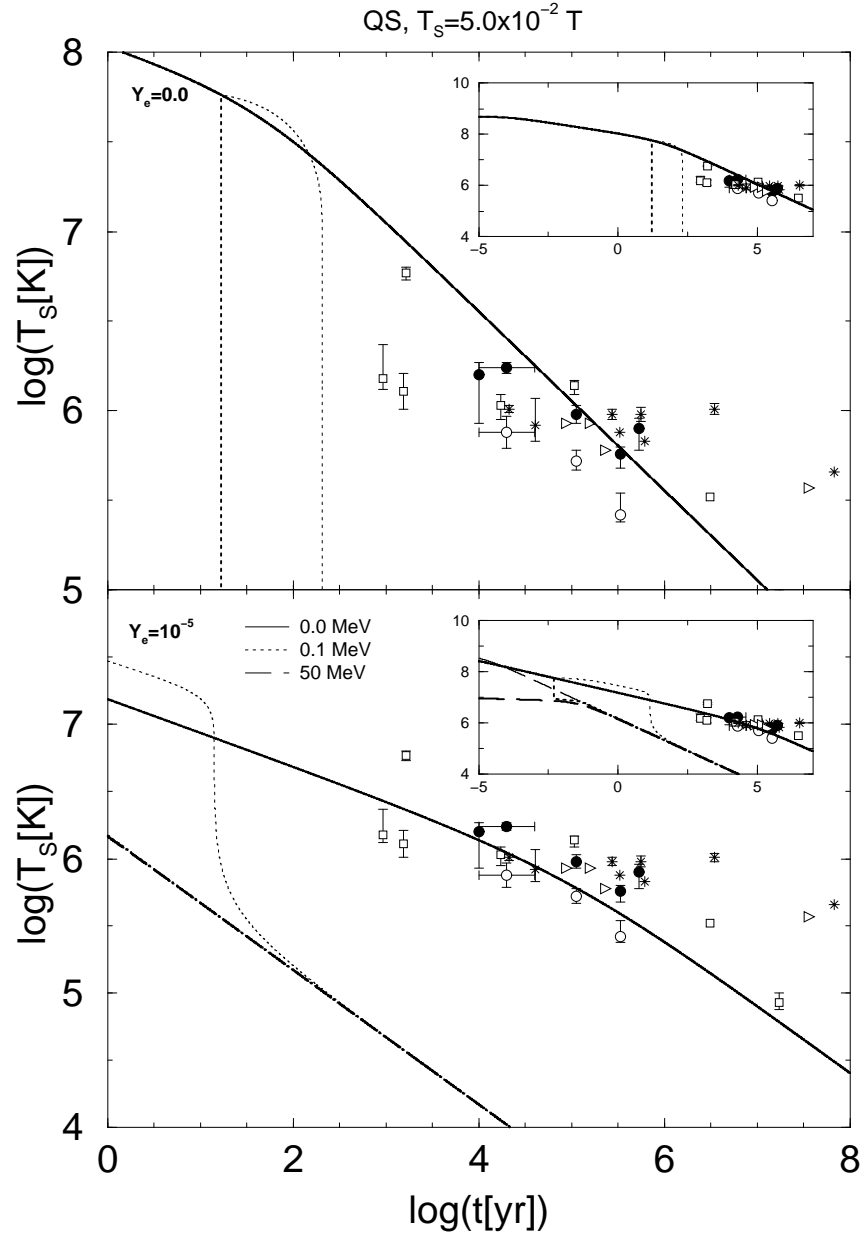 QS, T_S=5.0x10⁻² T
8
7
6
5
log(T_S[K])
Y_e=0.0
10
8
6
4
−5 0 5
7
6
5
4
log(T_S[K])
Y_e=10⁻⁵
0.0 MeV
0.1 MeV
50 MeV
10
8
6
4
−5 0 5
0 2 4 6 8
log(t[yr])